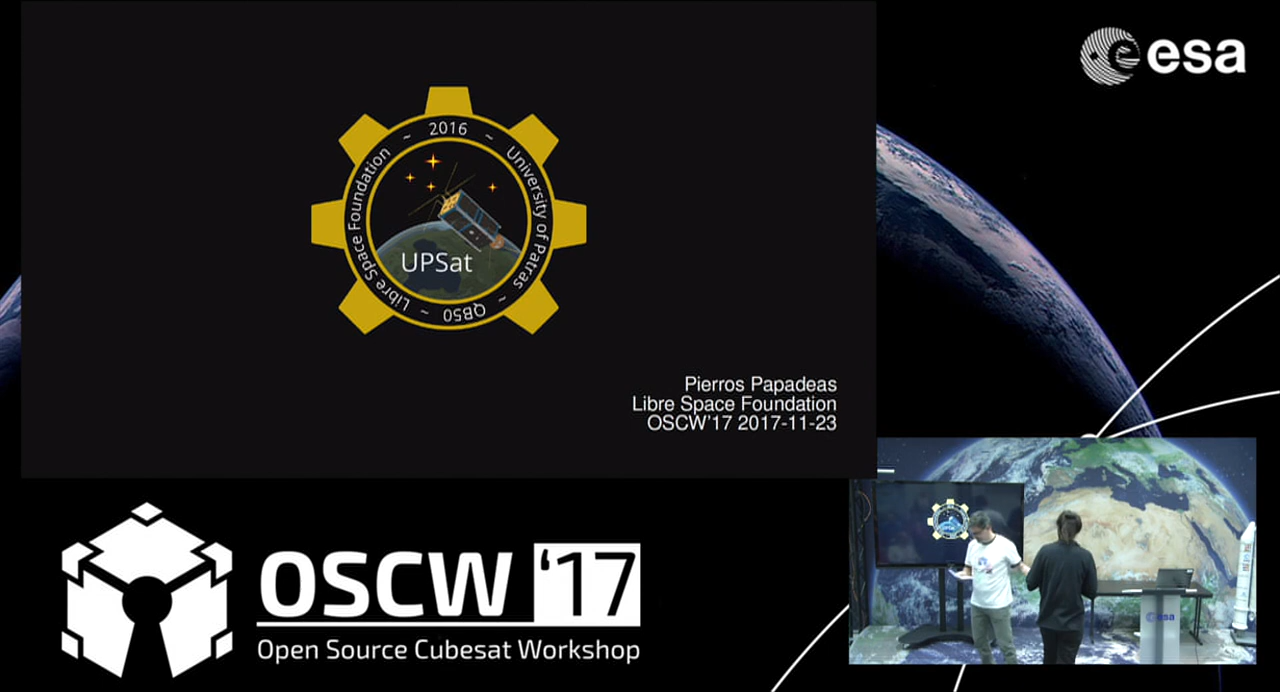 esa
~ 2016 ~
University of Patras
~ QB50 ~
Libre Space Foundation
UPSat
Pierros Papadeas
Libre Space Foundation
OSCW'17 2017-11-23
OSCW '17
Open Source Cubesat Workshop
esa